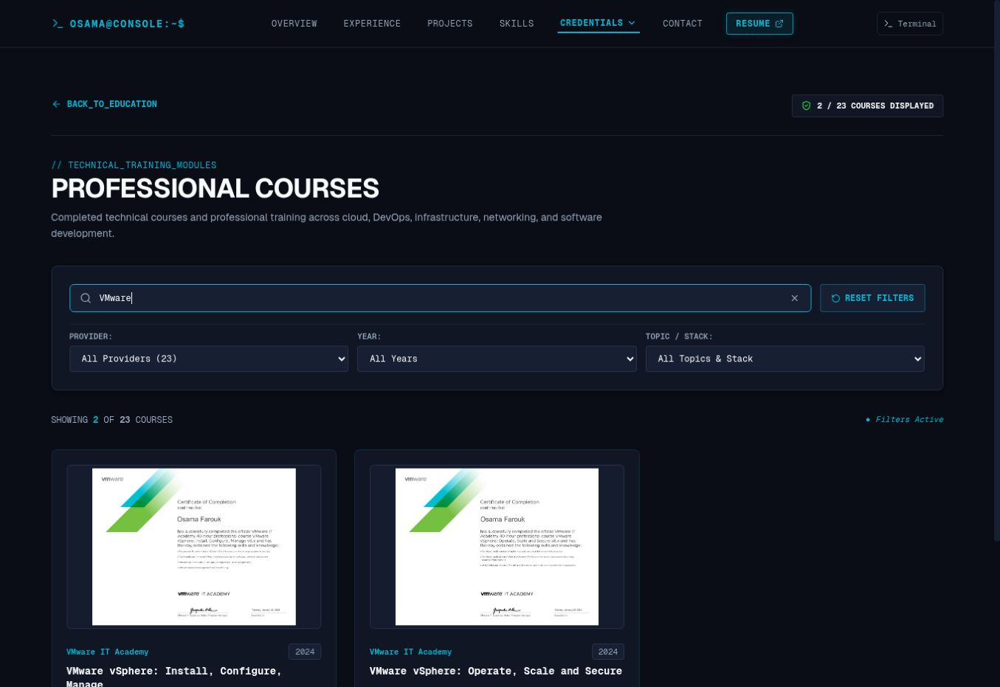 OSAMA@CONSOLE:~$
OVERVIEW
EXPERIENCE
PROJECTS
SKILLS
CREDENTIALS
CONTACT
RESUME
>_ Terminal
BACK_TO_EDUCATION
2 / 23 COURSES DISPLAYED
// TECHNICAL_TRAINING_MODULES
PROFESSIONAL COURSES
Completed technical courses and professional training across cloud, DevOps, infrastructure, networking, and software
development.
VMware
RESET FILTERS
PROVIDER:
YEAR:
TOPIC / STACK:
All Providers (23)
All Years
All Topics & Stack
SHOWING 2 OF 23 COURSES
• Filters Active
vmware
Certificate of Completion
confirms that
Osama Farouk
has successfully completed the official VMware IT
Academy 40-hour professional course VMware
vSphere: Install, Configure, Manage v8.x and has
thereby obtained the following skills and knowledge:
vmware IT ACADEMY
vmware
Certificate of Completion
confirms that
Osama Farouk
has successfully completed the official VMware IT
Academy 40-hour professional course VMware
vSphere: Operate, Scale and Secure v8.x and has
thereby obtained the following skills and knowledge:
vmware IT ACADEMY
VMware IT Academy
2024
VMware vSphere: Install, Configure,
Manage
VMware IT Academy
2024
VMware vSphere: Operate, Scale and Secure